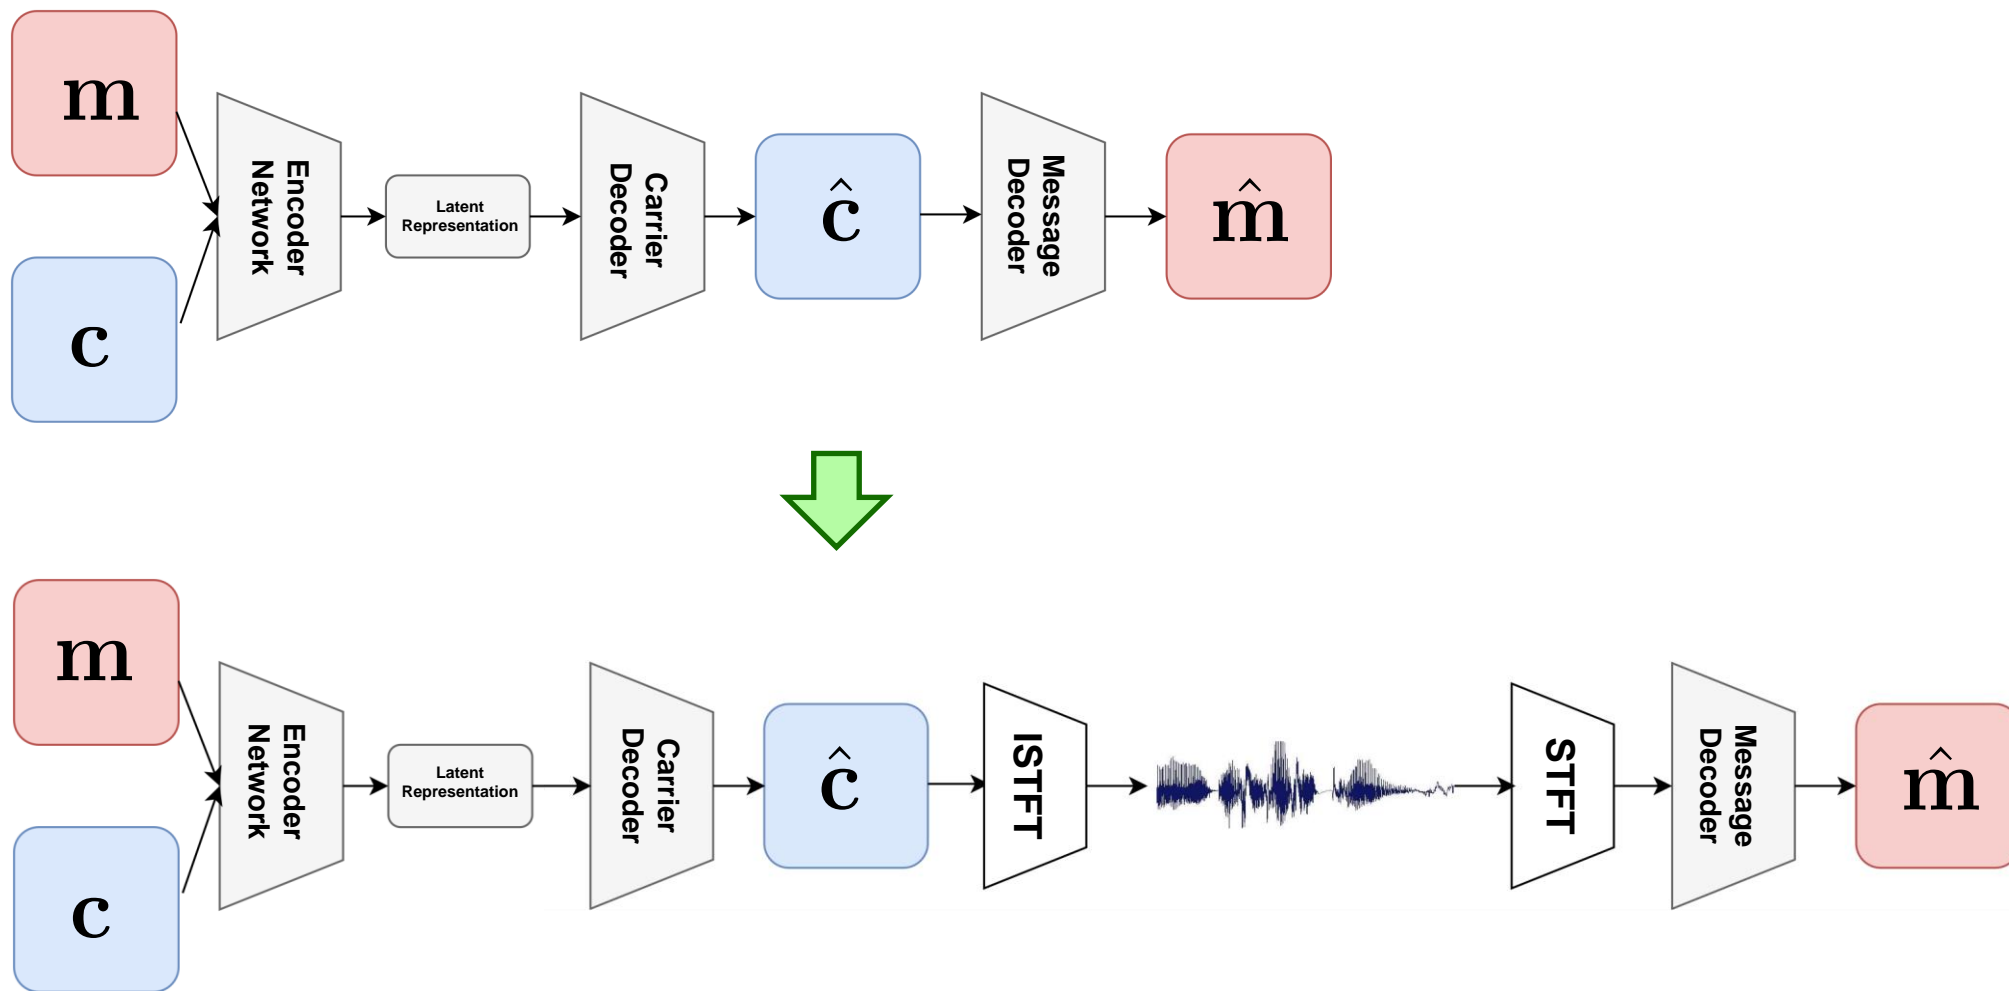 m
c
Encoder
Network
Latent
Representation
Carrier
Decoder
ĉ
Message
Decoder
m̂
m
c
Encoder
Network
Latent
Representation
Carrier
Decoder
ĉ
ISTFT
STFT
Message
Decoder
m̂